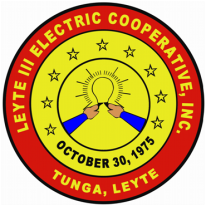 LEYTE III ELECTRIC COOPERATIVE, INC.
OCTOBER 30, 1975
TUNGA, LEYTE